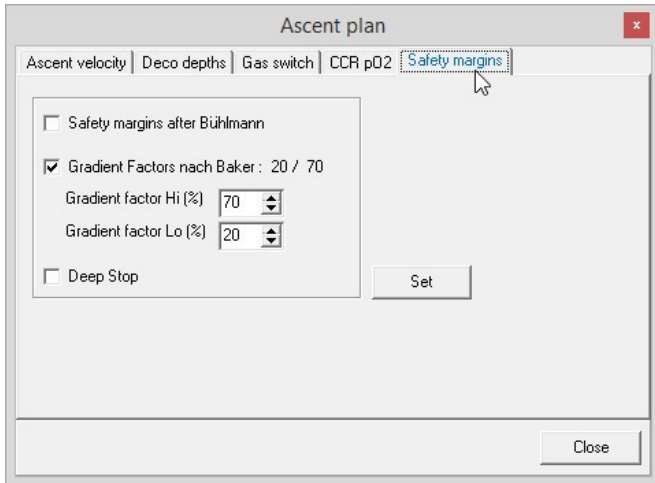 Ascent plan
x
Ascent velocity Deco depths Gas switch CCR pO2 Safety margins
Safety margins after Bühlmann
Gradient Factors nach Baker : 20 / 70
Gradient factor Hi (%) 70
Gradient factor Lo (%) 20
Deep Stop
Set
Close